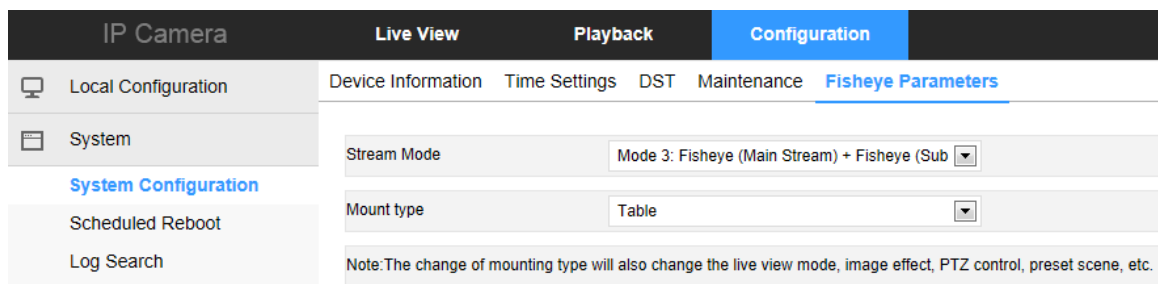 IP Camera Live View Playback Configuration
Local Configuration Device Information Time Settings DST Maintenance Fisheye Parameters
System
Stream Mode Mode 3: Fisheye (Main Stream) + Fisheye (Sub
System Configuration
Mount type Table
Scheduled Reboot
Log Search
Note:The change of mounting type will also change the live view mode, image effect, PTZ control, preset scene, etc.